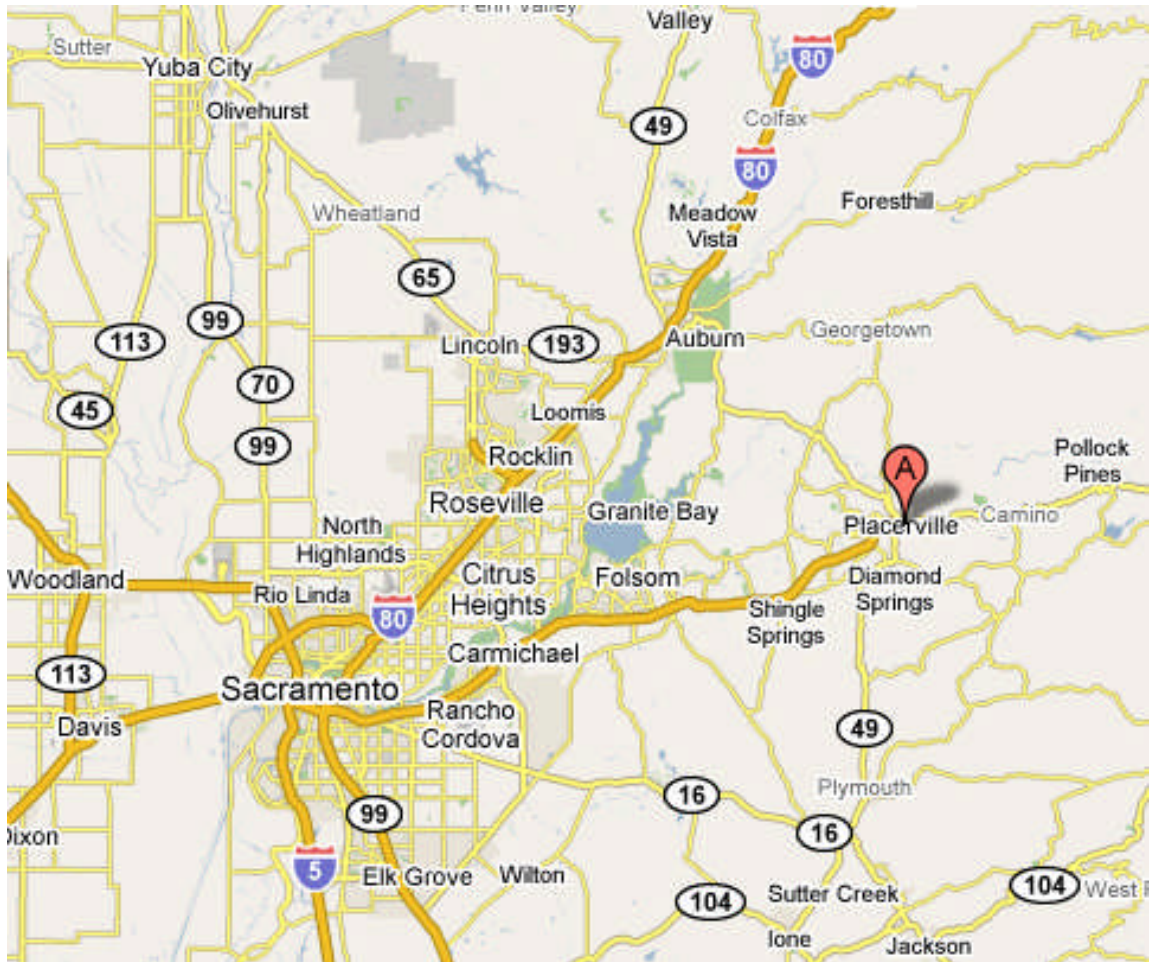 Penn Valley
Valley
Sutter
Yuba City
80
Olivehurst
49
Colfax
80
Foresthill
Wheatland
Meadow
Vista
65
99
113
Georgetown
Auburn
Lincoln
193
70
45
Loomis
99
Rocklin
Pollock
Pines
A
Roseville
Granite Bay
Camino
North
Highlands
Placerville
Woodland
Rio Linda
Citrus
Heights
Folsom
Diamond
Springs
80
Shingle
Springs
Carmichael
113
Sacramento
Rancho
Cordova
Davis
49
Plymouth
16
99
16
Dixon
5
Elk Grove
Wilton
Sutter Creek
104
West
104
Ione
Jackson